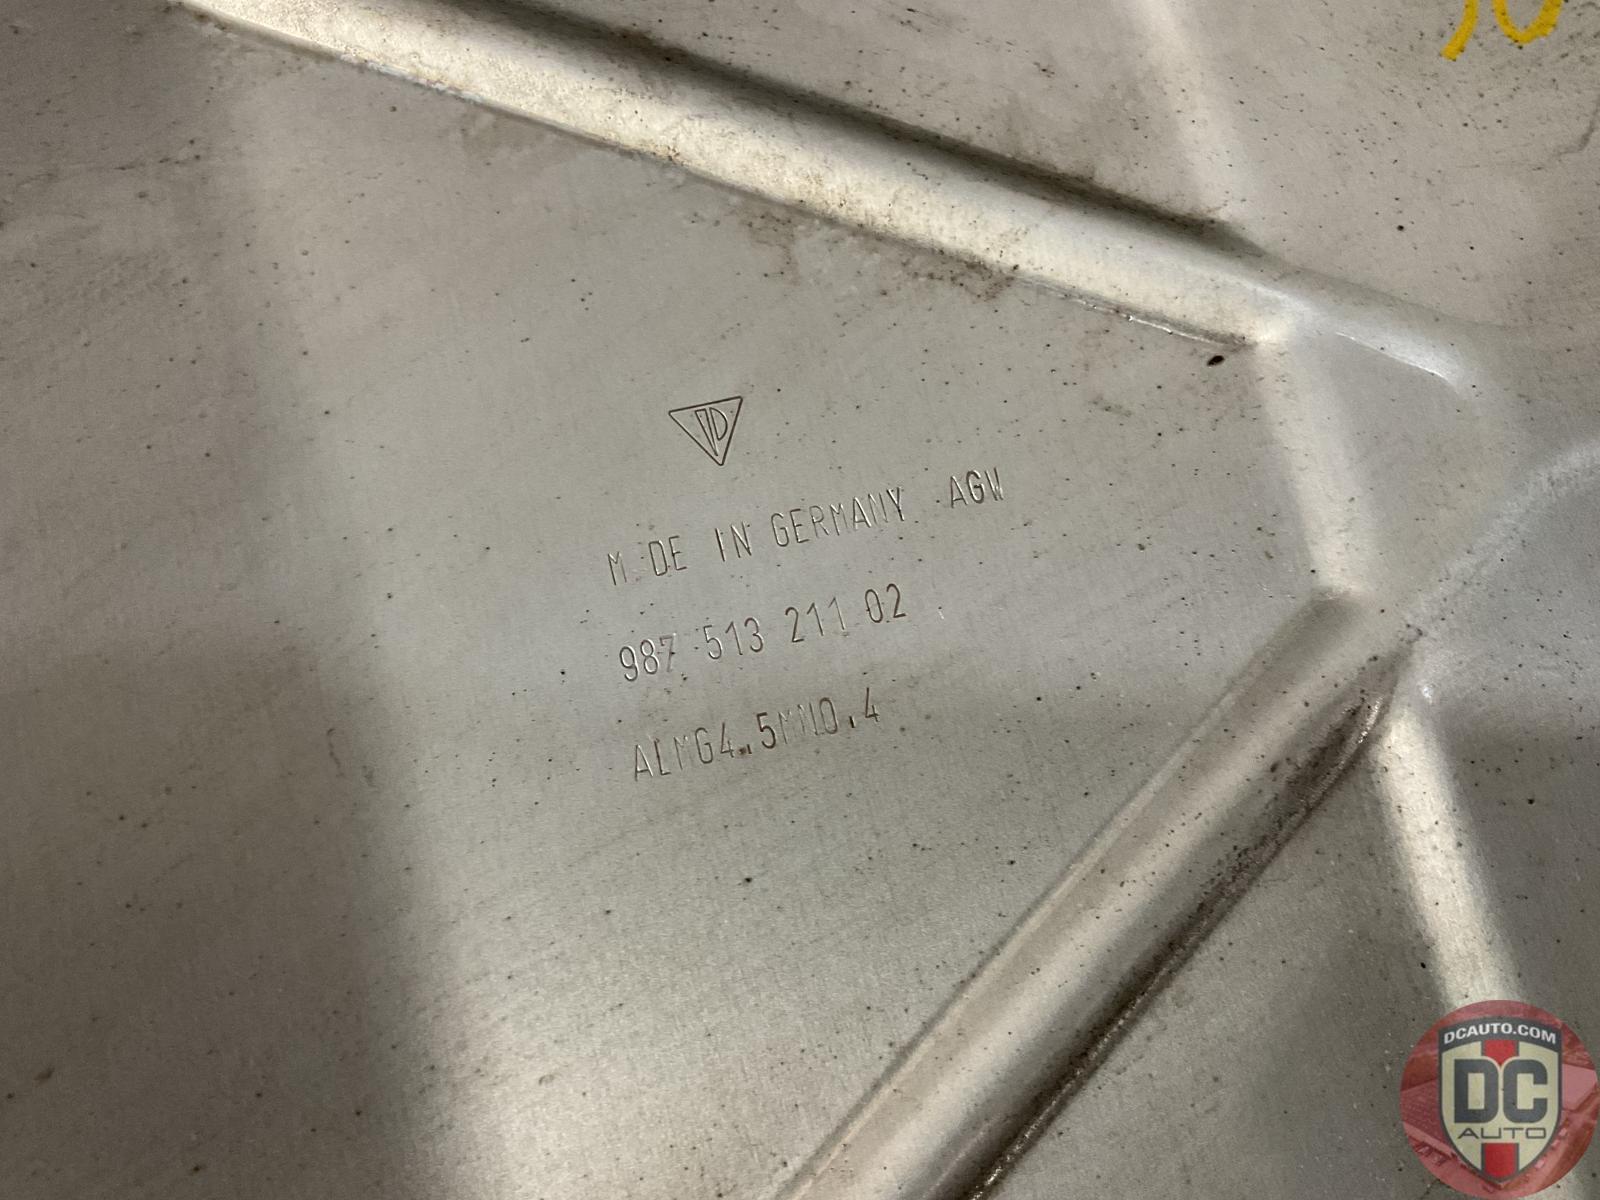 M DE IN GERMANY AGW
987 513 211 02
ALMG4.5MN0.4
DCAUTO.COM
DC
AUTO